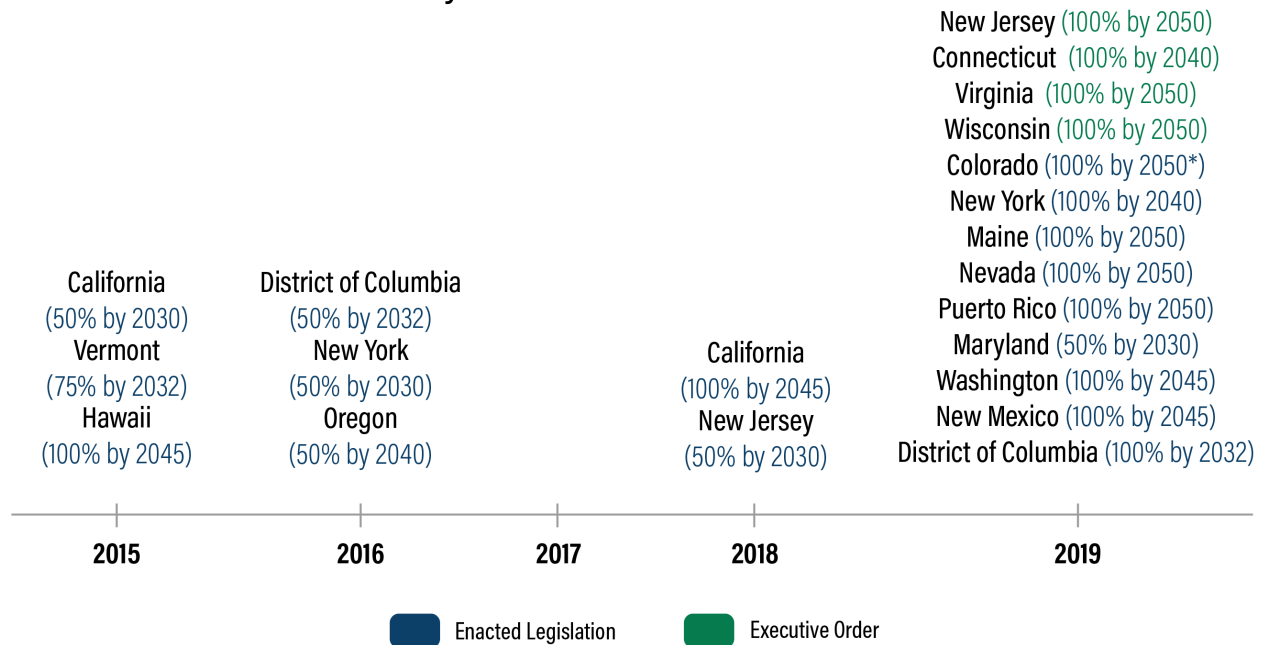 California
(50% by 2030)
Vermont
(75% by 2032)
Hawaii
(100% by 2045)
District of Columbia
(50% by 2032)
New York
(50% by 2030)
Oregon
(50% by 2040)
California
(100% by 2045)
New Jersey
(50% by 2030)
New Jersey (100% by 2050)
Connecticut (100% by 2040)
Virginia (100% by 2050)
Wisconsin (100% by 2050)
Colorado (100% by 2050*)
New York (100% by 2040)
Maine (100% by 2050)
Nevada (100% by 2050)
Puerto Rico (100% by 2050)
Maryland (50% by 2030)
Washington (100% by 2045)
New Mexico (100% by 2045)
District of Columbia (100% by 2032)
2015
2016
2017
2018
2019
Enacted Legislation
Executive Order